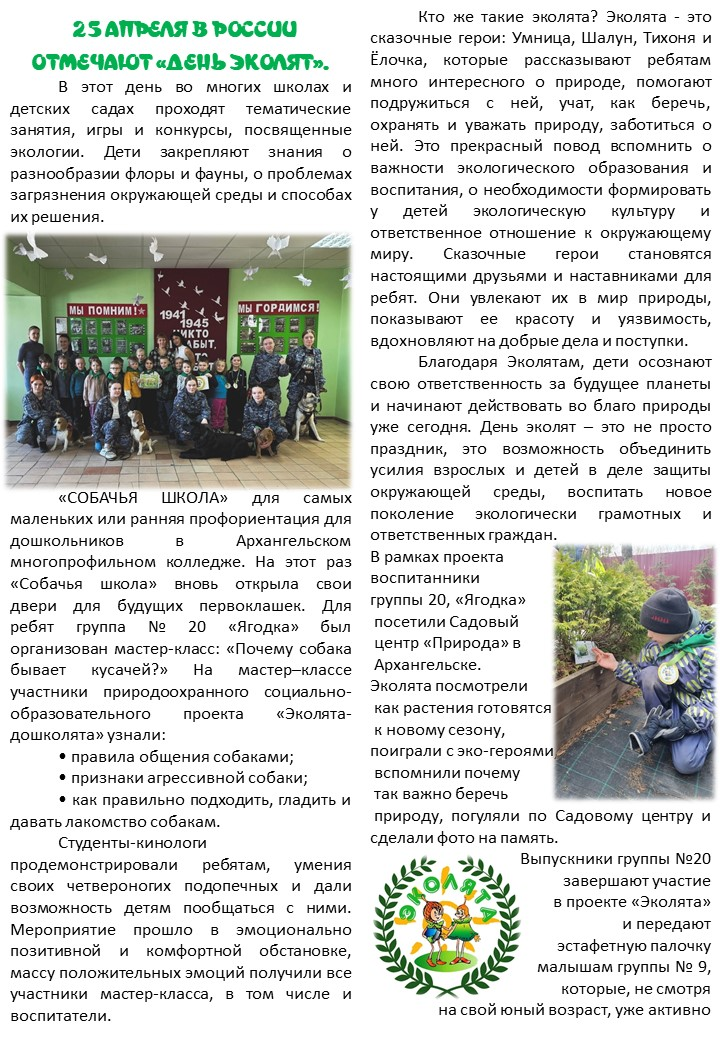 25 АПРЕЛЯ В РОССИИ
ОТМЕЧАЮТ «ДЕНЬ ЭКОЛЯТ».
В этот день во многих школах и
детских садах проходят тематические
занятия, игры и конкурсы, посвященные
экологии. Дети закрепляют знания о
разнообразии флоры и фауны, о проблемах
загрязнения окружающей среды и способах
их решения.
МЫ ПОМНИМ!
1941
1945
НИКТО
МЫ ГОРДИМСЯ!
«СОБАЧЬЯ ШКОЛА» для самых
маленьких или ранняя профориентация для
дошкольников в Архангельском
многопрофильном колледже. На этот раз
«Собачья школа» вновь открыла свои
двери для будущих первоклашек. Для
ребят группа № 20 «Ягодка» был
организован мастер-класс: «Почему собака
бывает кусачей?» На мастер–классе
участники природоохранного социально-
образовательного проекта «Эколята-
дошколята» узнали:
• правила общения собаками;
• признаки агрессивной собаки;
• как правильно подходить, гладить и
давать лакомство собакам.
Студенты-кинологи
продемонстрировали ребятам, умения
своих четвероногих подопечных и дали
возможность детям пообщаться с ними.
Мероприятие прошло в эмоционально
позитивной и комфортной обстановке,
массу положительных эмоций получили все
участники мастер-класса, в том числе и
воспитатели.
Кто же такие эколята? Эколята - это
сказочные герои: Умница, Шалун, Тихоня и
Ёлочка, которые рассказывают ребятам
много интересного о природе, помогают
подружиться с ней, учат, как беречь,
охранять и уважать природу, заботиться о
ней. Это прекрасный повод вспомнить о
важности экологического образования и
воспитания, о необходимости формировать
у детей экологическую культуру и
ответственное отношение к окружающему
миру. Сказочные герои становятся
настоящими друзьями и наставниками для
ребят. Они увлекают их в мир природы,
показывают ее красоту и уязвимость,
вдохновляют на добрые дела и поступки.
Благодаря Эколятам, дети осознают
свою ответственность за будущее планеты
и начинают действовать во благо природы
уже сегодня. День эколят – это не просто
праздник, это возможность объединить
усилия взрослых и детей в деле защиты
окружающей среды, воспитать новое
поколение экологически грамотных и
ответственных граждан.
В рамках проекта
воспитанники
группы 20, «Ягодка»
посетили Садовый
центр «Природа» в
Архангельске.
Эколята посмотрели
как растения готовятся
к новому сезону,
поиграли с эко-героями
вспомнили почему
так важно беречь
природу, погуляли по Садовому центру и
сделали фото на память.
ЭКОЛЯТА
Выпускники группы №20
завершают участие
в проекте «Эколята»
и передают
эстафетную палочку
малышам группы № 9,
которые, не смотря
на свой юный возраст, уже активно